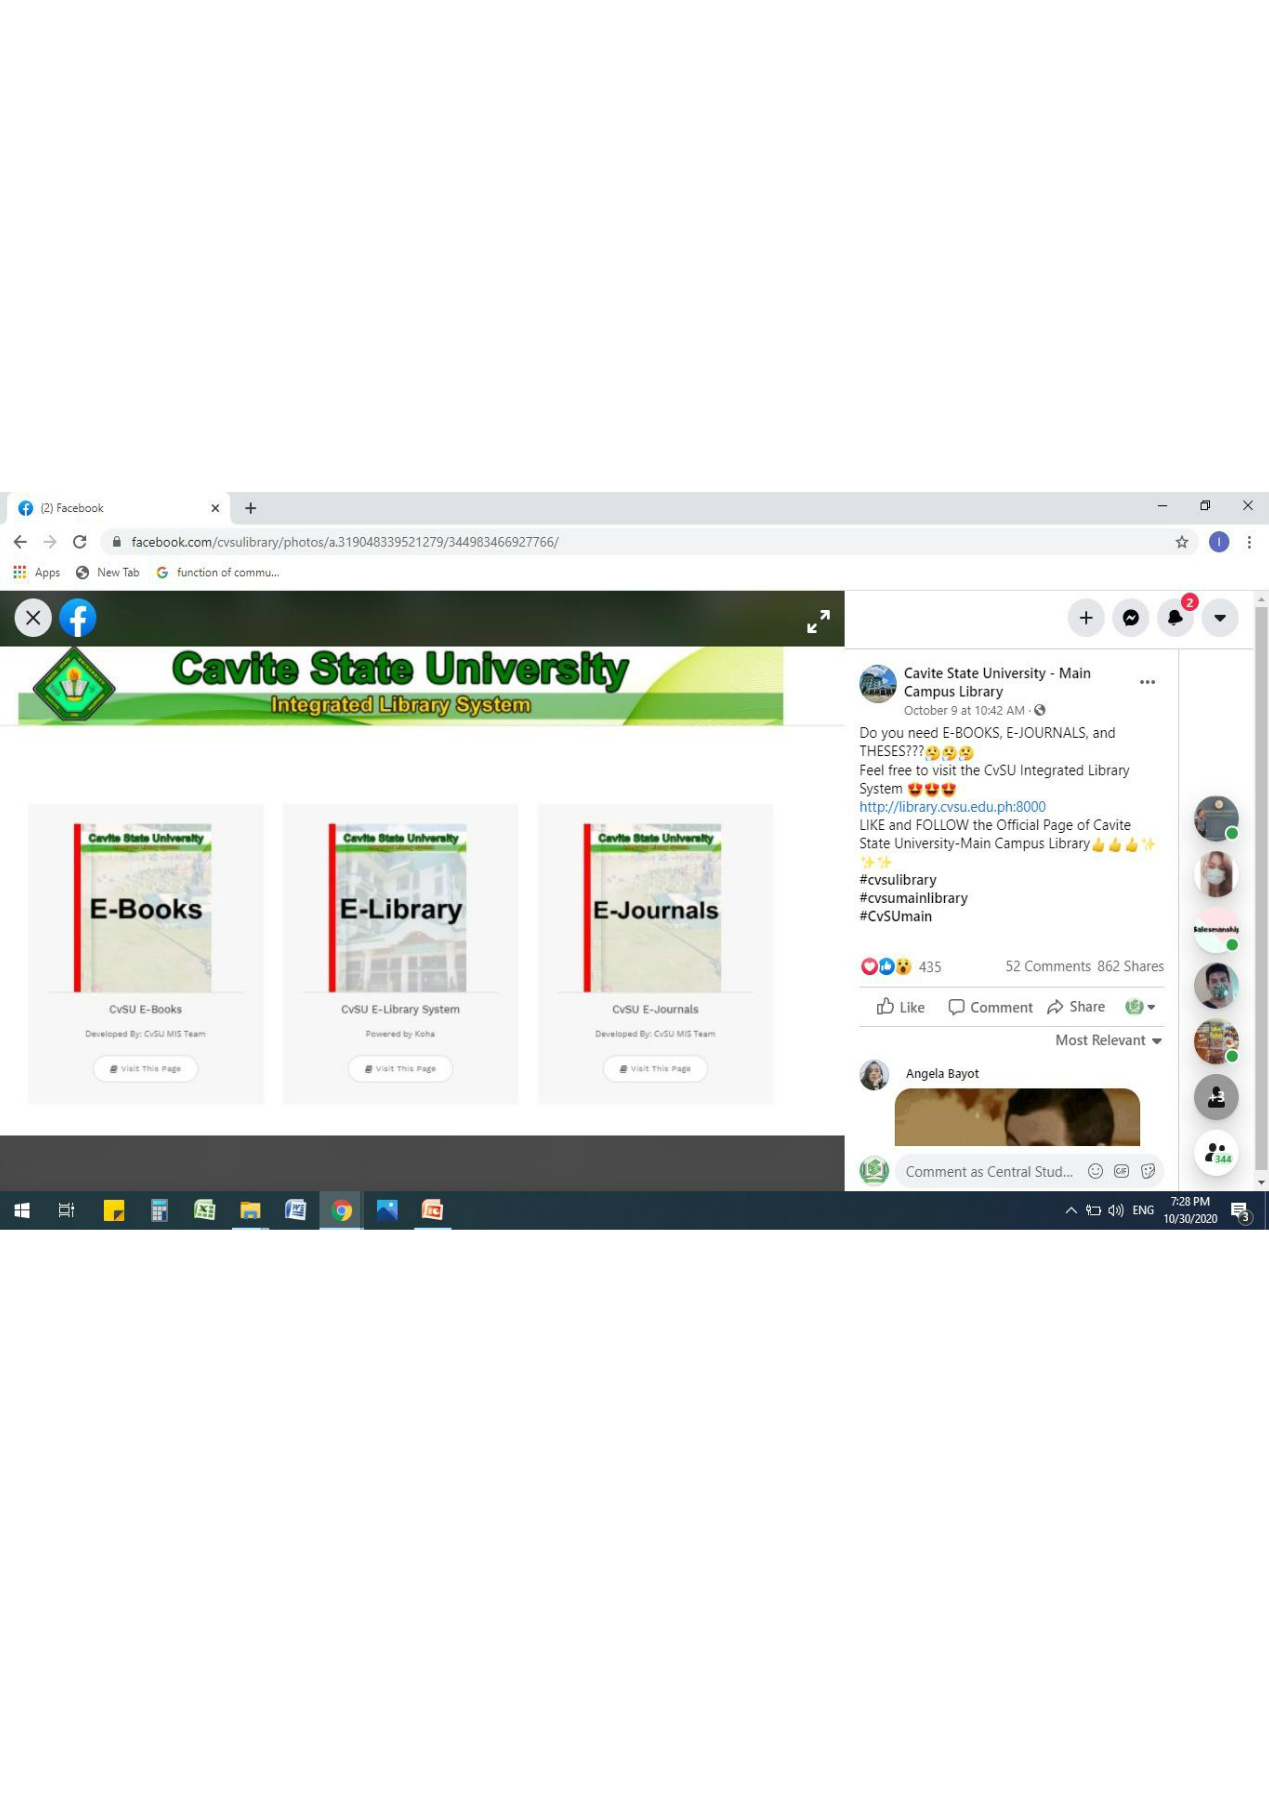 (2) Facebook
facebook.com/cvsulibrary/photos/a.319048339521279/344983466927766/
Apps
New Tab
function of commu...
Cavite State University
Integrated Library System
Cavite State University
E-Books
CvSU E-Books
Developed By: CvSU MIS Team
Visit This Page
Cavite State University
E-Library
CvSU E-Library System
Powered by Koha
Visit This Page
Cavite State University
E-Journals
CvSU E-Journals
Developed By: CvSU MIS Team
Visit This Page
2
Cavite State University - Main
Campus Library
October 9 at 10:42 AM ·
Do you need E-BOOKS, E-JOURNALS, and
THESES???🤔🤔🤔
Feel free to visit the CvSU Integrated Library
System 😍😍😍
http://library.cvsu.edu.ph:8000
LIKE and FOLLOW the Official Page of Cavite
State University-Main Campus Library👍👍👍✨
✨✨
#cvsulibrary
#cvsumainlibrary
#CvSUmain
435
52 Comments 862 Shares
Like
Comment
Share
Most Relevant
Angela Bayot
Comment as Central Stud...
GIF
Salesmanship
+3
344
ENG
7:28 PM
10/30/2020
3